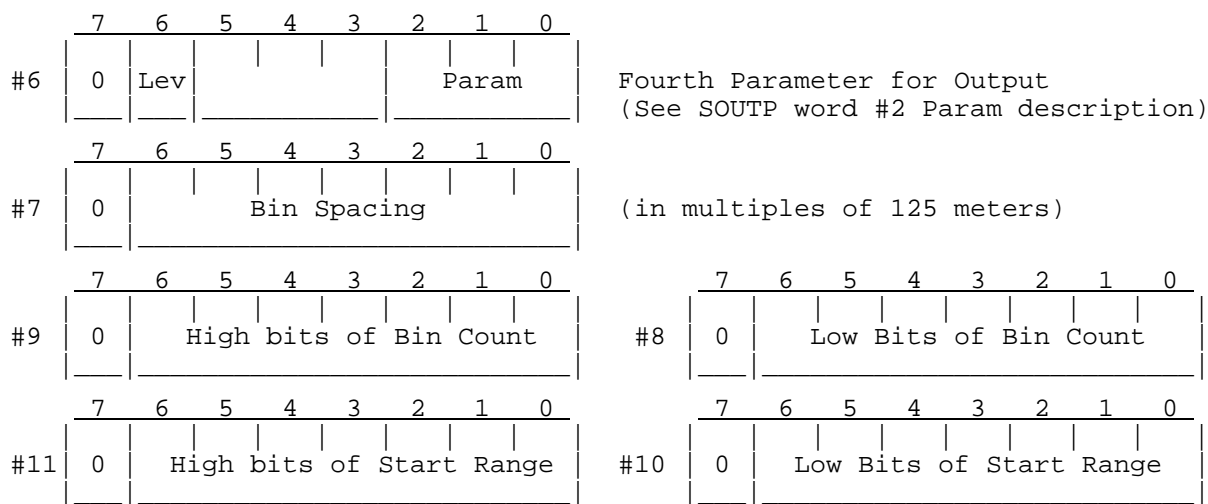 7 6 5 4 3 2 1 0
#6 0 Lev Param Fourth Parameter for Output
(See SOUTP word #2 Param description)
7 6 5 4 3 2 1 0
#7 0 Bin Spacing (in multiples of 125 meters)
7 6 5 4 3 2 1 0 7 6 5 4 3 2 1 0
#9 0 High bits of Bin Count #8 0 Low Bits of Bin Count
7 6 5 4 3 2 1 0 7 6 5 4 3 2 1 0
#11 0 High bits of Start Range #10 0 Low Bits of Start Range